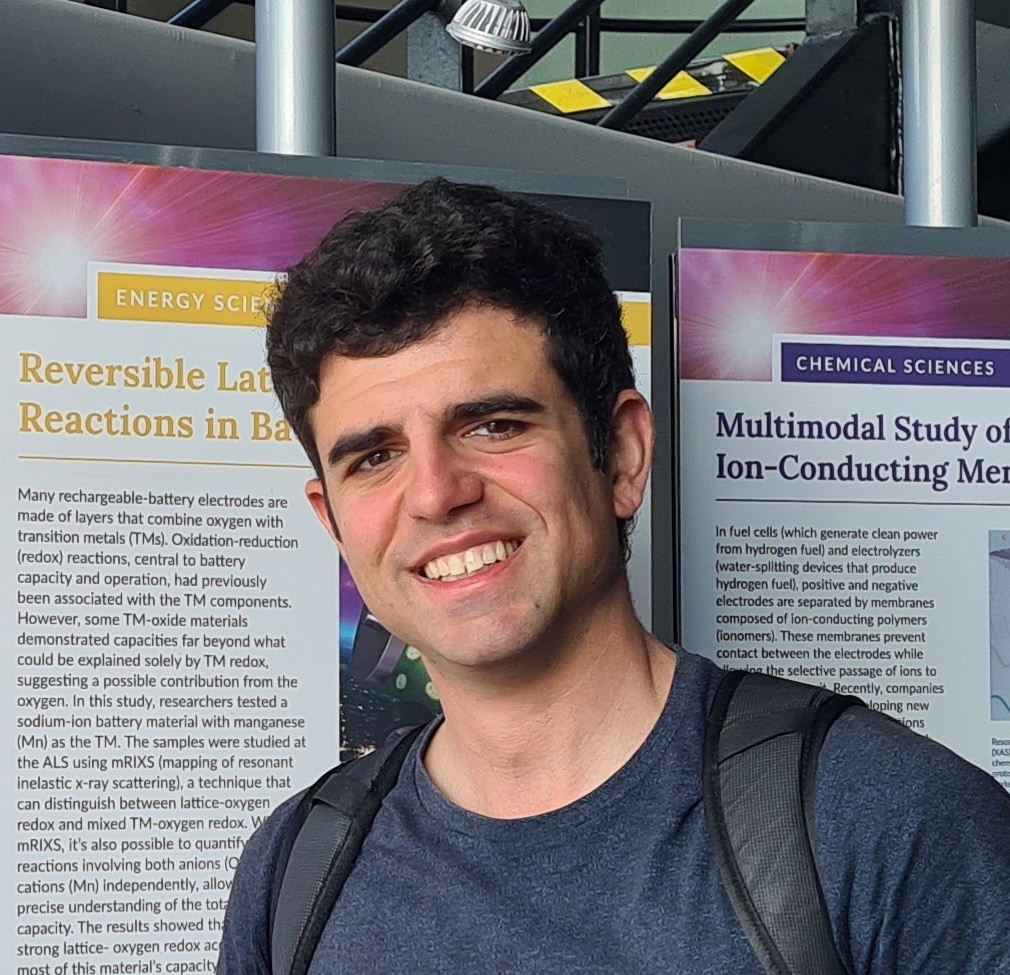 ENERGY SCIEN
Reversible Lat
Reactions in Ba
Many rechargeable-battery electrodes are
made of layers that combine oxygen with
transition metals (TMs). Oxidation-reduction
(redox) reactions, central to battery
capacity and operation, had previously
been associated with the TM components.
However, some TM-oxide materials
demonstrated capacities far beyond what
could be explained solely by TM redox,
suggesting a possible contribution from the
oxygen. In this study, researchers tested a
sodium-ion battery material with manganese
(Mn) as the TM. The samples were studied at
the ALS using mRIXS (mapping of resonant
inelastic x-ray scattering), a technique that
can distinguish between lattice-oxygen
redox and mixed TM-oxygen redox. W
mRIXS, it's also possible to quantify
reactions involving both anions (O
cations (Mn) independently, allow
precise understanding of the tota
capacity. The results showed tha
strong lattice- oxygen redox ac
most of this material's capacity
CHEMICAL SCIENCES
Multimodal Study of
Ion-Conducting Mem
In fuel cells (which generate clean power
from hydrogen fuel) and electrolyzers
(water-splitting devices that produce
hydrogen fuel), positive and negative
electrodes are separated by membranes
composed of ion-conducting polymers
(ionomers). These membranes prevent
contact between the electrodes while
allowing the selective passage of ions to
it. Recently, companies
eloping new